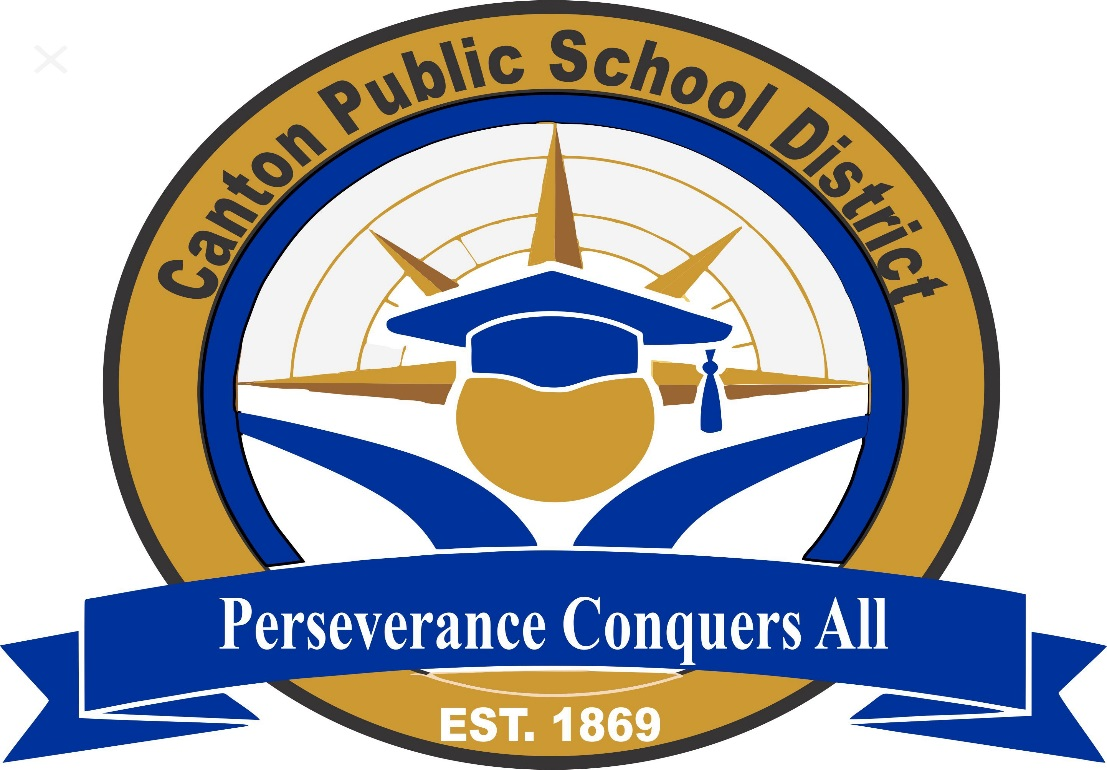 Canton Public School District
Perseverance Conquers All
EST. 1869